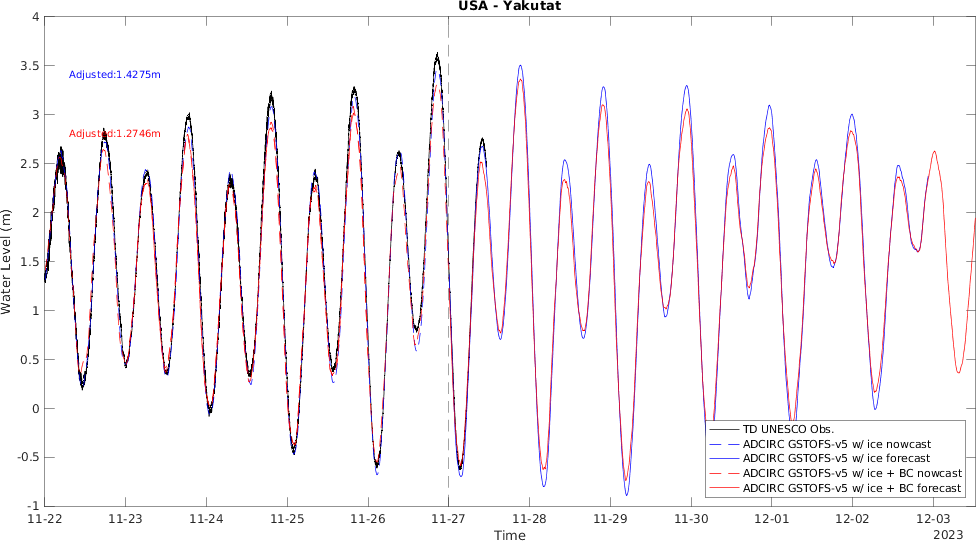 USA - Yakutat
4
3.5
3
2.5
2
1.5
1
0.5
0
-0.5
-1
Water Level (m)
Adjusted:1.4275m
Adjusted:1.2746m
TD UNESCO Obs.
ADCIRC GSTOFS-v5 w/ ice nowcast
ADCIRC GSTOFS-v5 w/ ice forecast
ADCIRC GSTOFS-v5 w/ ice + BC nowcast
ADCIRC GSTOFS-v5 w/ ice + BC forecast
11-22 11-23 11-24 11-25 11-26 11-27 11-28 11-29 11-30 12-01 12-02 12-03
Time
2023